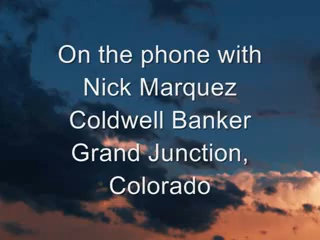 On the phone with
Nick Marquez
Coldwell Banker
Grand Junction,
Colorado